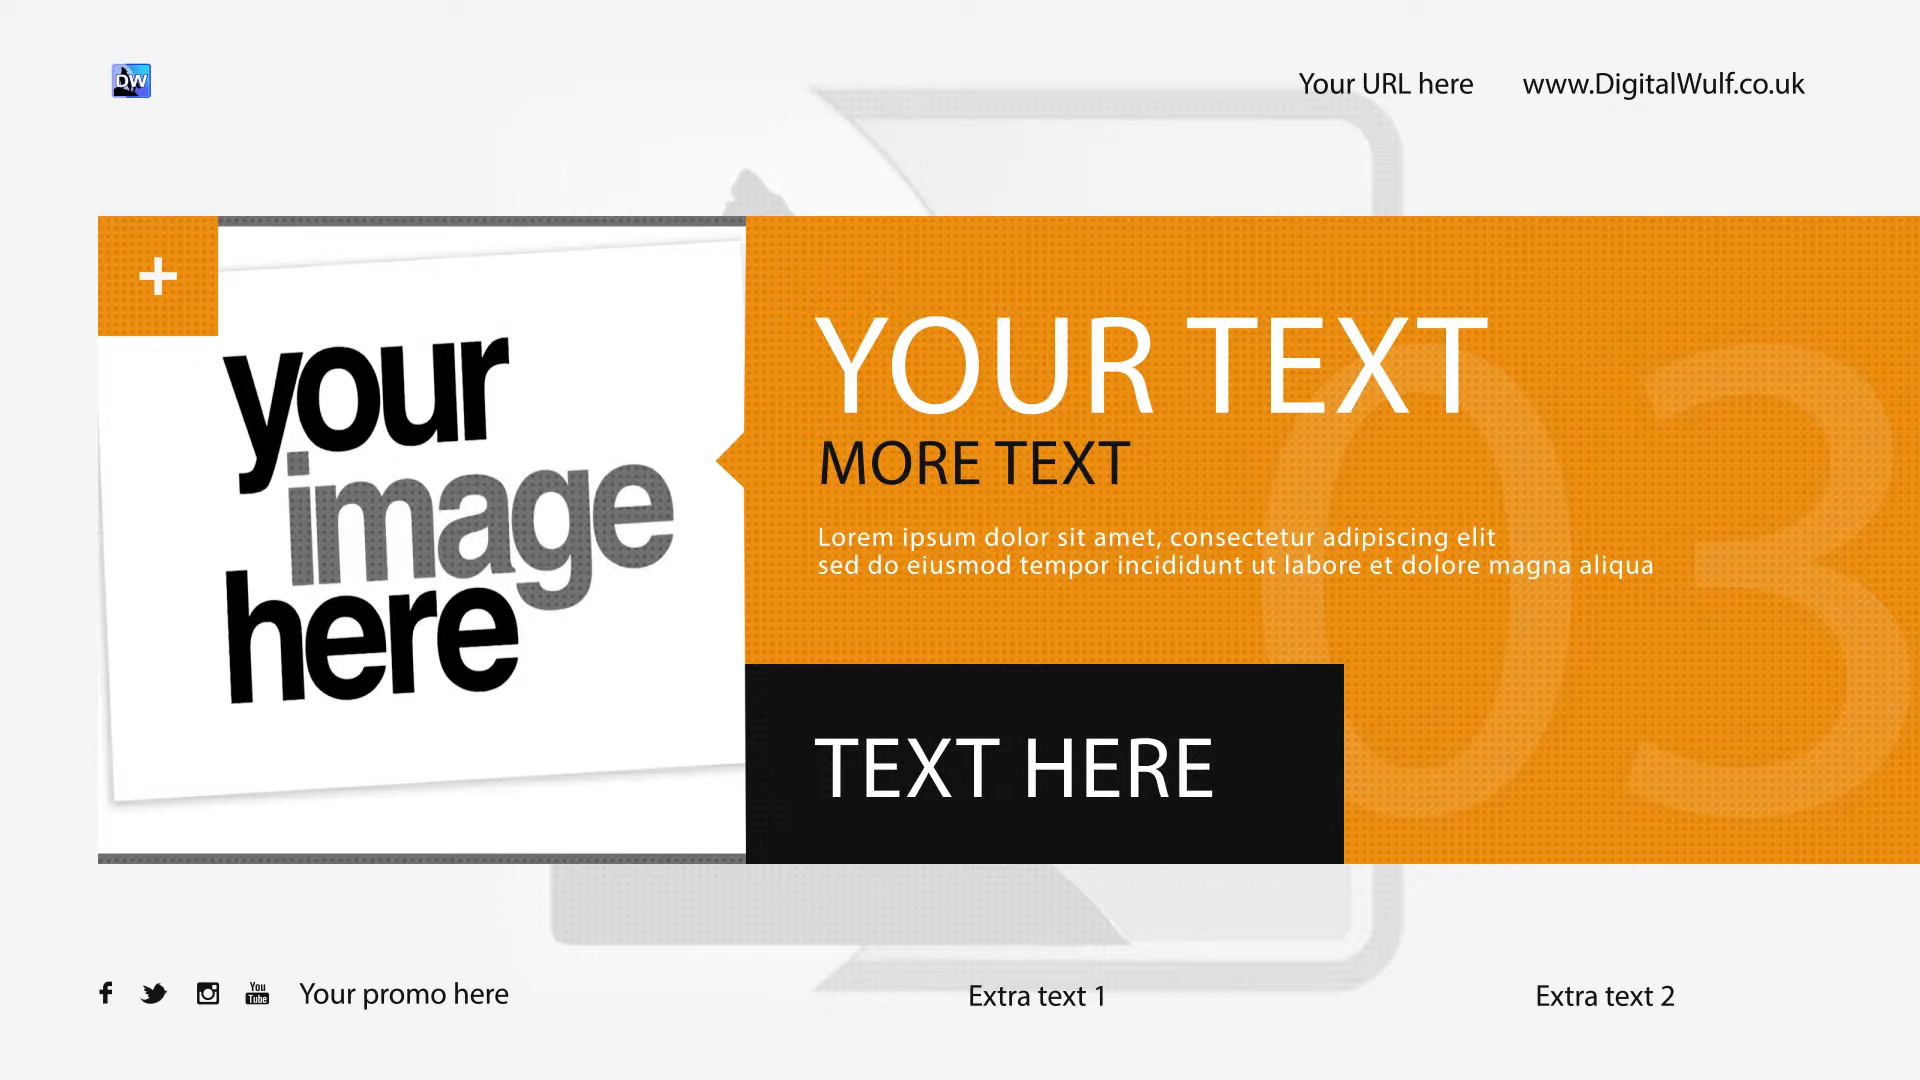 DW
Your URL here
www.DigitalWulf.co.uk
+
your
image
here
YOUR TEXT
MORE TEXT
Lorem ipsum dolor sit amet, consectetur adipiscing elit
sed do eiusmod tempor incididunt ut labore et dolore magna aliqua
03
TEXT HERE
f
You
Tube
Your promo here
Extra text 1
Extra text 2